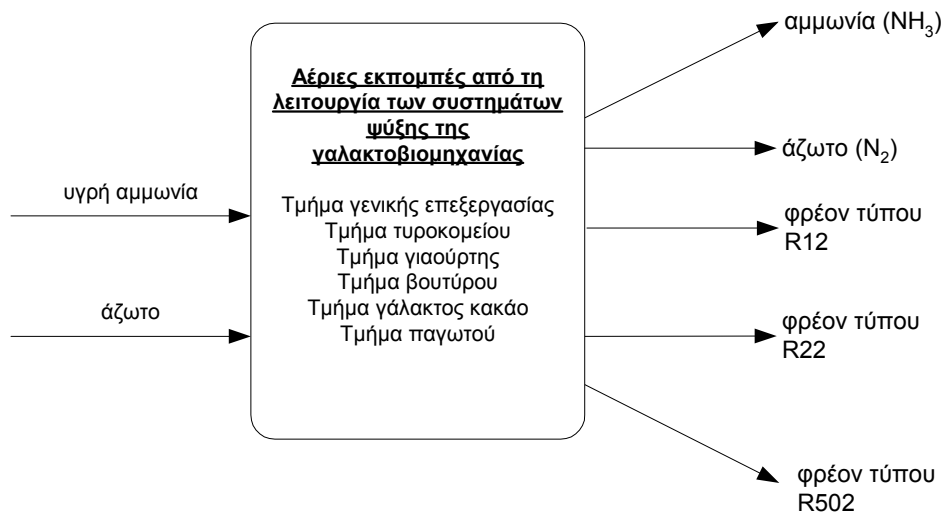 υγρή αμμωνία
άζωτο
Αέριες εκπομπές από τη
λειτουργία των συστημάτων
ψύξης της
γαλακτοβιομηχανίας
Τμήμα γενικής επεξεργασίας
Τμήμα τυροκομείου
Τμήμα γιαούρτης
Τμήμα βουτύρου
Τμήμα γάλακτος κακάο
Τμήμα παγωτού
αμμωνία (NH₃)
άζωτο (N₂)
φρέον τύπου
R12
φρέον τύπου
R22
φρέον τύπου
R502